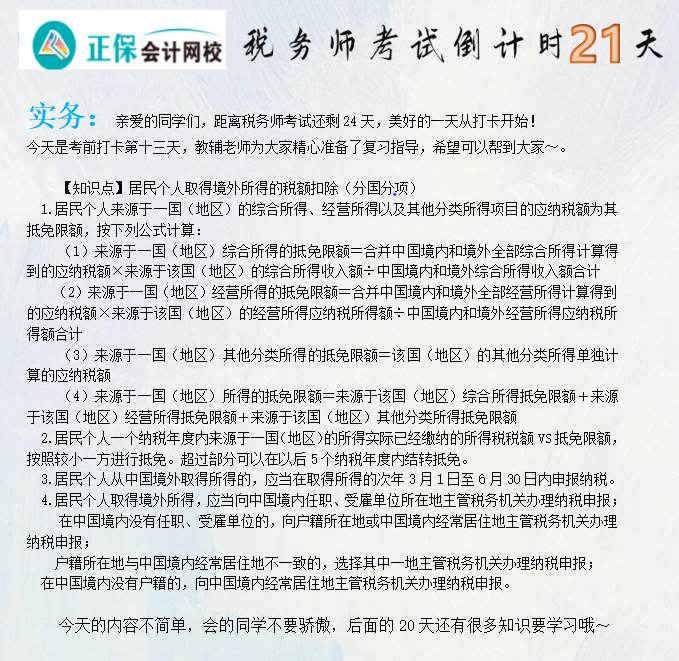 正保会计网校 税务师考试倒计时21天
实务：亲爱的同学们，距离税务师考试还剩24天，美好的一天从打卡开始！
今天是考前打卡第十三天，教辅老师为大家精心准备了复习指导，希望可以帮到大家～。
【知识点】居民个人取得境外所得的税额扣除（分国分项）
1.居民个人来源于一国（地区）的综合所得、经营所得以及其他分类所得项目的应纳税额为其
抵免限额，按下列公式计算：
（1）来源于一国（地区）综合所得的抵免限额＝合并中国境内和境外全部综合所得计算得
到的应纳税额×来源于该国（地区）的综合所得收入额÷中国境内和境外综合所得收入额合计
（2）来源于一国（地区）经营所得的抵免限额＝合并中国境内和境外全部经营所得计算得到
的应纳税额×来源于该国（地区）的经营所得应纳税所得额÷中国境内和境外经营所得应纳税所
得额合计
（3）来源于一国（地区）其他分类所得的抵免限额＝该国（地区）的其他分类所得单独计
算的应纳税额
（4）来源于一国（地区）所得的抵免限额＝来源于该国（地区）综合所得抵免限额＋来源
于该国（地区）经营所得抵免限额＋来源于该国（地区）其他分类所得抵免限额
2.居民个人一个纳税年度内来源于一国（地区）的所得实际已经缴纳的所得税税额VS抵免限额，
按照较小一方进行抵免。超过部分可以在以后5个纳税年度内结转抵免。
3.居民个人从中国境外取得所得的，应当在取得所得的次年3月1日至6月30日内申报纳税。
4.居民个人取得境外所得，应当向中国境内任职、受雇单位所在地主管税务机关办理纳税申报；
在中国境内没有任职、受雇单位的，向户籍所在地或中国境内经常居住地主管税务机关办理
纳税申报；
户籍所在地与中国境内经常居住地不一致的，选择其中一地主管税务机关办理纳税申报；
在中国境内没有户籍的，向中国境内经常居住地主管税务机关办理纳税申报。
今天的内容不简单，会的同学不要骄傲，后面的20天还有很多知识要学习哦～